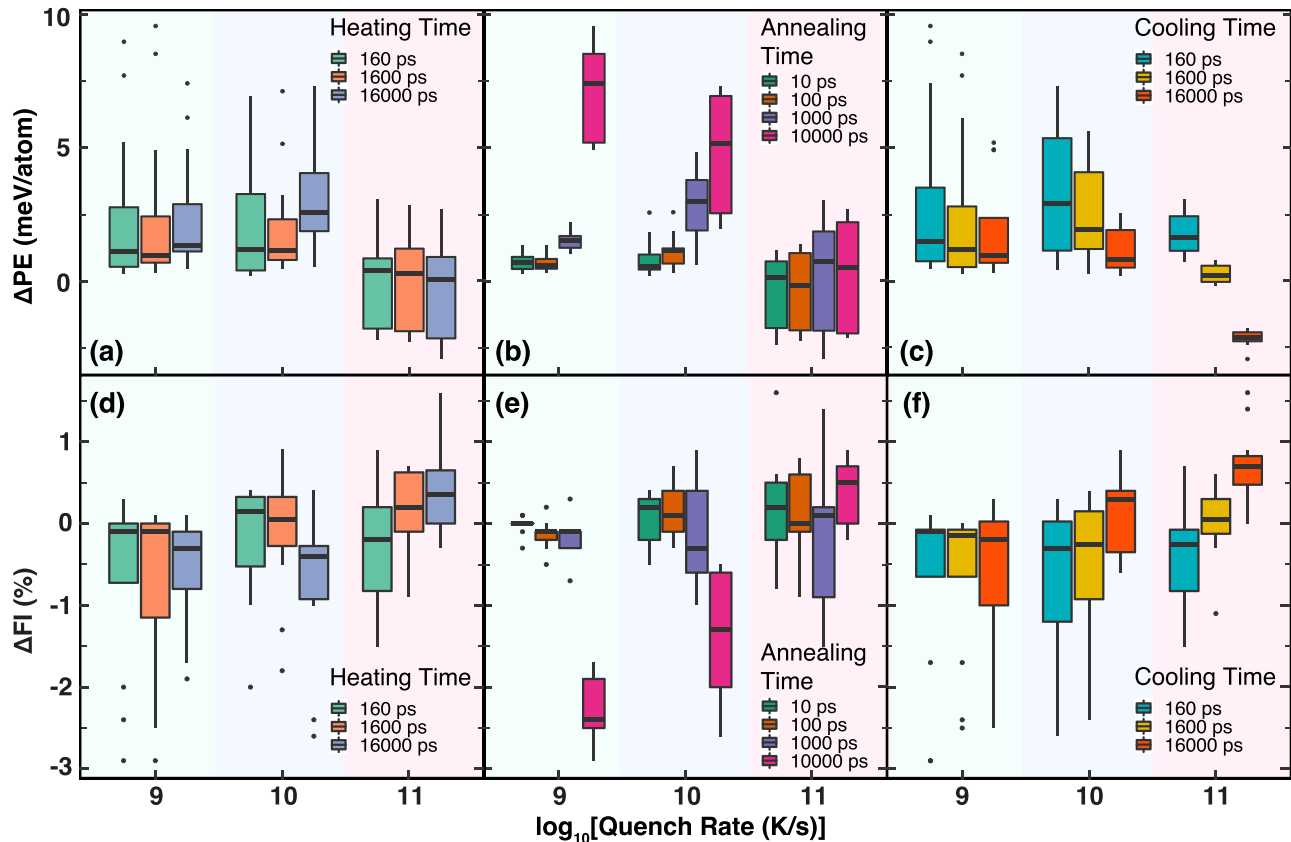 10
5
0
ΔPE (meV/atom)
Heating Time
160 ps
1600 ps
16000 ps
(a)
Annealing
Time
10 ps
100 ps
1000 ps
10000 ps
(b)
Cooling Time
160 ps
1600 ps
16000 ps
(c)
1
0
-1
-2
-3
ΔFI (%)
(d)
Heating Time
160 ps
1600 ps
16000 ps
(e)
Annealing
Time
10 ps
100 ps
1000 ps
10000 ps
(f)
Cooling Time
160 ps
1600 ps
16000 ps
9 10 11 9 10 11 9 10 11
log₁₀[Quench Rate (K/s)]